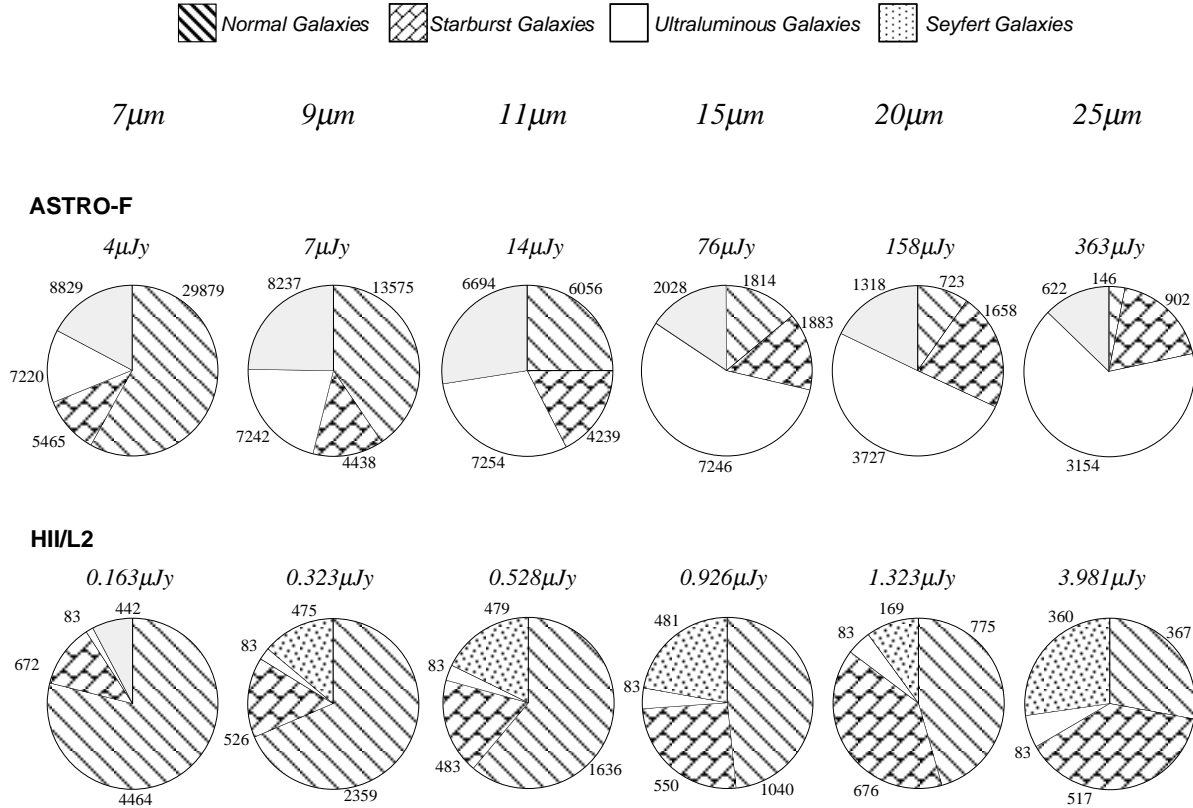 Normal Galaxies Starburst Galaxies Ultraluminous Galaxies Seyfert Galaxies
7μm 9μm 11μm 15μm 20μm 25μm
ASTRO-F
4μJy 7μJy 14μJy 76μJy 158μJy 363μJy
8829 29879 8237 13575 6694 6056 2028 1814 1318 723 622 146 902
1883 1658
7220
5465 7242 4438 7254 4239 7246 3727 3154
HII/L2
0.163μJy 0.323μJy 0.528μJy 0.926μJy 1.323μJy 3.981μJy
83 442 475 479 481 169 775 360 367
672 83 83 83 83
526 483 83
4464 2359 1636 550 1040 676 517